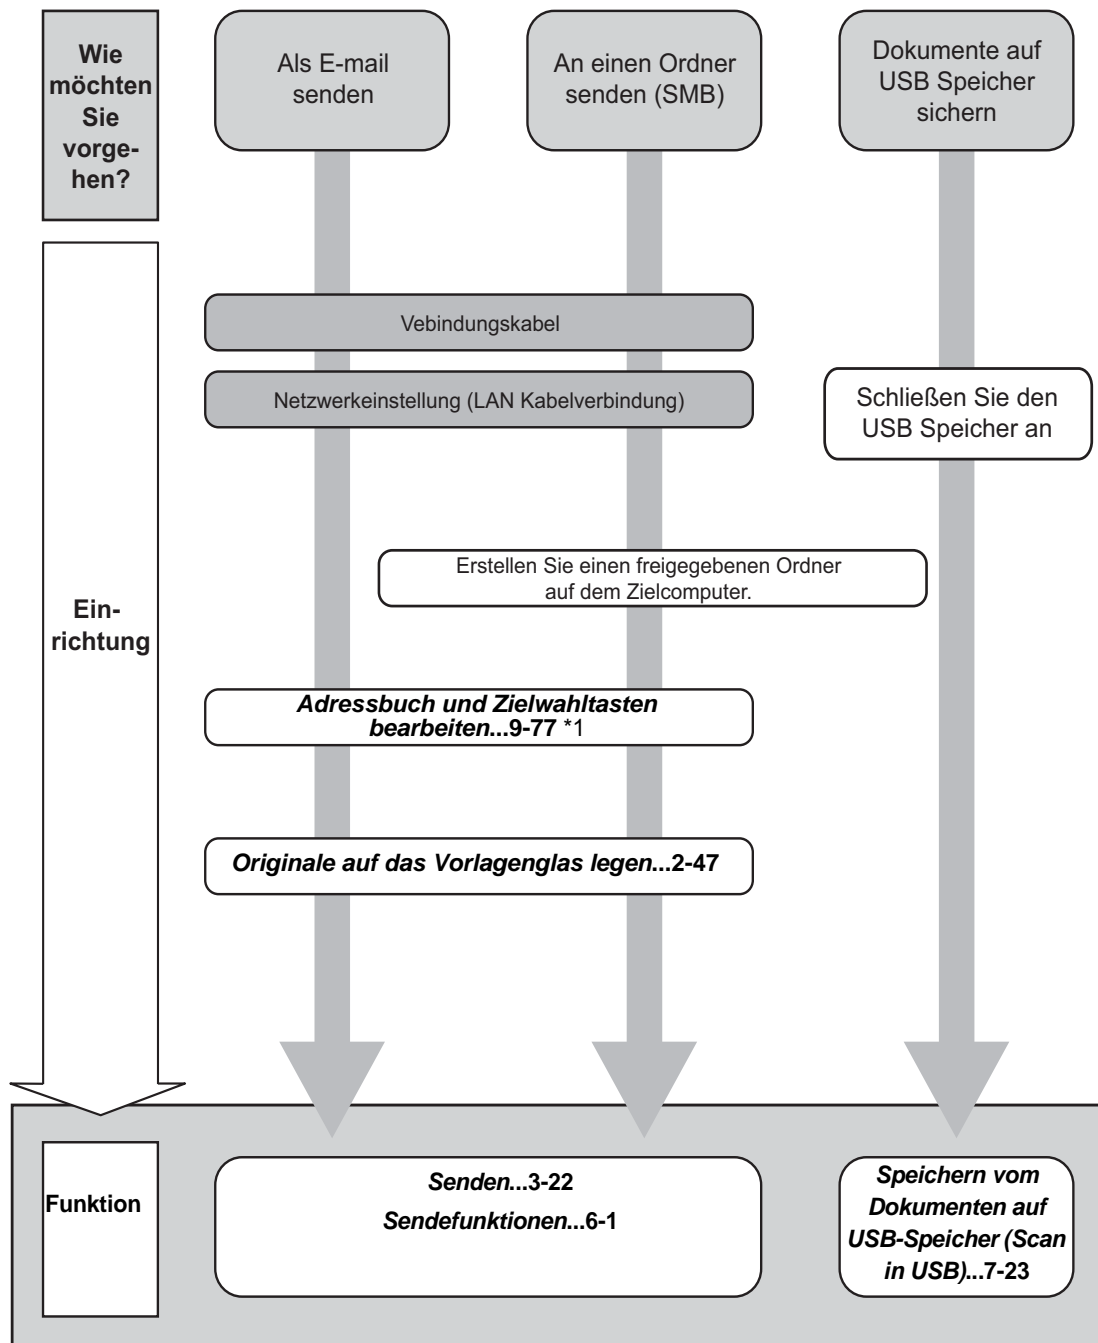 Wie
möchten
Sie
vorge-
hen?
Als E-mail
senden
An einen Ordner
senden (SMB)
Dokumente auf
USB Speicher
sichern
Vebindungskabel
Netzwerkeinstellung (LAN Kabelverbindung)
Schließen Sie den
USB Speicher an
Erstellen Sie einen freigegebenen Ordner
auf dem Zielcomputer.
Ein-
richtung
Adressbuch und Zielwahltasten
bearbeiten...9-77 *1
Originale auf das Vorlagenglas legen...2-47
Funktion
Senden...3-22
Sendefunktionen...6-1
Speichern vom
Dokumenten auf
USB-Speicher (Scan
in USB)...7-23